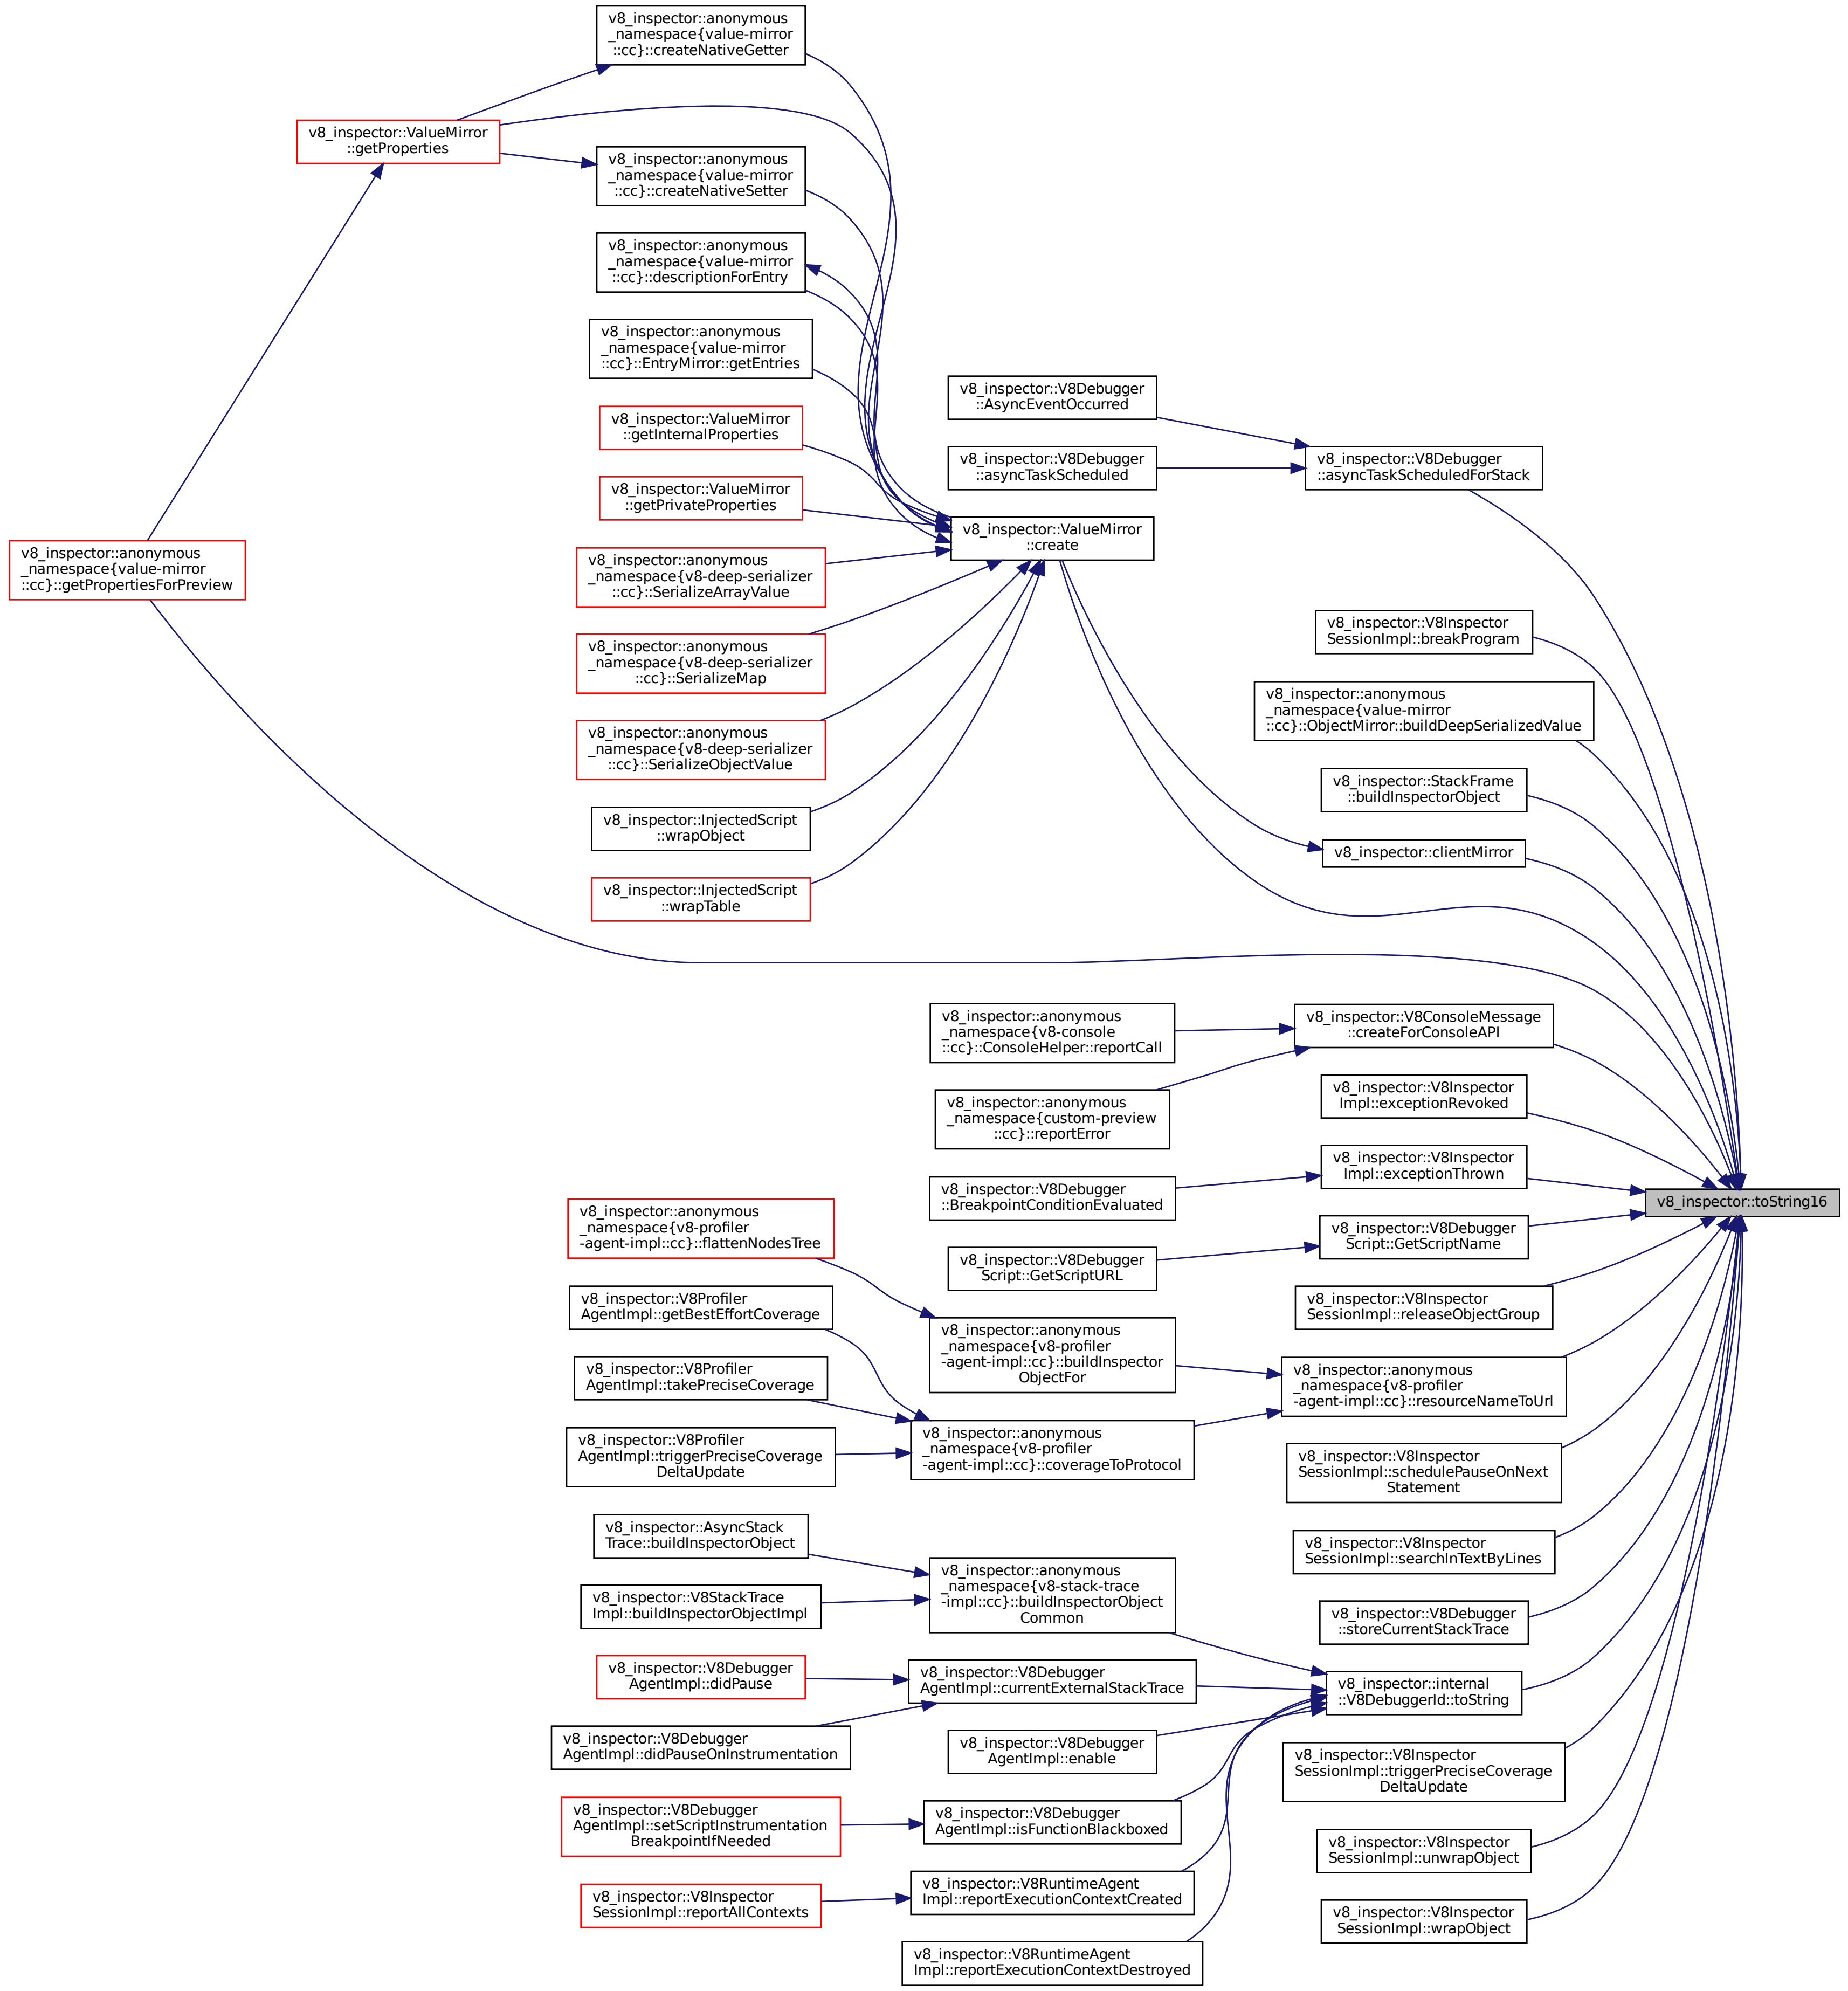 v8_inspector::anonymous
_namespace{value-mirror
::cc}::createNativeGetter
v8_inspector::ValueMirror
::getProperties
v8_inspector::anonymous
_namespace{value-mirror
::cc}::createNativeSetter
v8_inspector::anonymous
_namespace{value-mirror
::cc}::descriptionForEntry
v8_inspector::anonymous
_namespace{value-mirror
::cc}::EntryMirror::getEntries
v8_inspector::ValueMirror
::getInternalProperties
v8_inspector::ValueMirror
::getPrivateProperties
v8_inspector::anonymous
_namespace{value-mirror
::cc}::getPropertiesForPreview
v8_inspector::anonymous
_namespace{v8-deep-serializer
::cc}::SerializeArrayValue
v8_inspector::anonymous
_namespace{v8-deep-serializer
::cc}::SerializeMap
v8_inspector::anonymous
_namespace{v8-deep-serializer
::cc}::SerializeObjectValue
v8_inspector::InjectedScript
::wrapObject
v8_inspector::InjectedScript
::wrapTable
v8_inspector::V8Debugger
::AsyncEventOccurred
v8_inspector::V8Debugger
::asyncTaskScheduled
v8_inspector::ValueMirror
::create
v8_inspector::V8Debugger
::asyncTaskScheduledForStack
v8_inspector::V8Inspector
SessionImpl::breakProgram
v8_inspector::anonymous
_namespace{value-mirror
::cc}::ObjectMirror::buildDeepSerializedValue
v8_inspector::StackFrame
::buildInspectorObject
v8_inspector::clientMirror
v8_inspector::anonymous
_namespace{v8-console
::cc}::ConsoleHelper::reportCall
v8_inspector::V8ConsoleMessage
::createForConsoleAPI
v8_inspector::anonymous
_namespace{custom-preview
::cc}::reportError
v8_inspector::V8Inspector
Impl::exceptionRevoked
v8_inspector::V8Inspector
Impl::exceptionThrown
v8_inspector::V8Debugger
::BreakpointConditionEvaluated
v8_inspector::toString16
v8_inspector::V8Debugger
Script::GetScriptName
v8_inspector::V8Debugger
Script::GetScriptURL
v8_inspector::anonymous
_namespace{v8-profiler
-agent-impl::cc}::flattenNodesTree
v8_inspector::V8Profiler
AgentImpl::getBestEffortCoverage
v8_inspector::V8Profiler
AgentImpl::takePreciseCoverage
v8_inspector::V8Profiler
AgentImpl::triggerPreciseCoverage
DeltaUpdate
v8_inspector::anonymous
_namespace{v8-profiler
-agent-impl::cc}::buildInspector
ObjectFor
v8_inspector::anonymous
_namespace{v8-profiler
-agent-impl::cc}::coverageToProtocol
v8_inspector::V8Inspector
SessionImpl::releaseObjectGroup
v8_inspector::anonymous
_namespace{v8-profiler
-agent-impl::cc}::resourceNameToUrl
v8_inspector::V8Inspector
SessionImpl::schedulePauseOnNext
Statement
v8_inspector::V8Inspector
SessionImpl::searchInTextByLines
v8_inspector::V8Debugger
::storeCurrentStackTrace
v8_inspector::AsyncStack
Trace::buildInspectorObject
v8_inspector::V8StackTrace
Impl::buildInspectorObjectImpl
v8_inspector::anonymous
_namespace{v8-stack-trace
-impl::cc}::buildInspectorObject
Common
v8_inspector::V8Debugger
AgentImpl::didPause
v8_inspector::V8Debugger
AgentImpl::currentExternalStackTrace
v8_inspector::internal
::V8DebuggerId::toString
v8_inspector::V8Debugger
AgentImpl::didPauseOnInstrumentation
v8_inspector::V8Debugger
AgentImpl::enable
v8_inspector::V8Inspector
SessionImpl::triggerPreciseCoverage
DeltaUpdate
v8_inspector::V8Debugger
AgentImpl::setScriptInstrumentation
BreakpointIfNeeded
v8_inspector::V8Debugger
AgentImpl::isFunctionBlackboxed
v8_inspector::V8Inspector
SessionImpl::unwrapObject
v8_inspector::V8Inspector
SessionImpl::reportAllContexts
v8_inspector::V8RuntimeAgent
Impl::reportExecutionContextCreated
v8_inspector::V8Inspector
SessionImpl::wrapObject
v8_inspector::V8RuntimeAgent
Impl::reportExecutionContextDestroyed